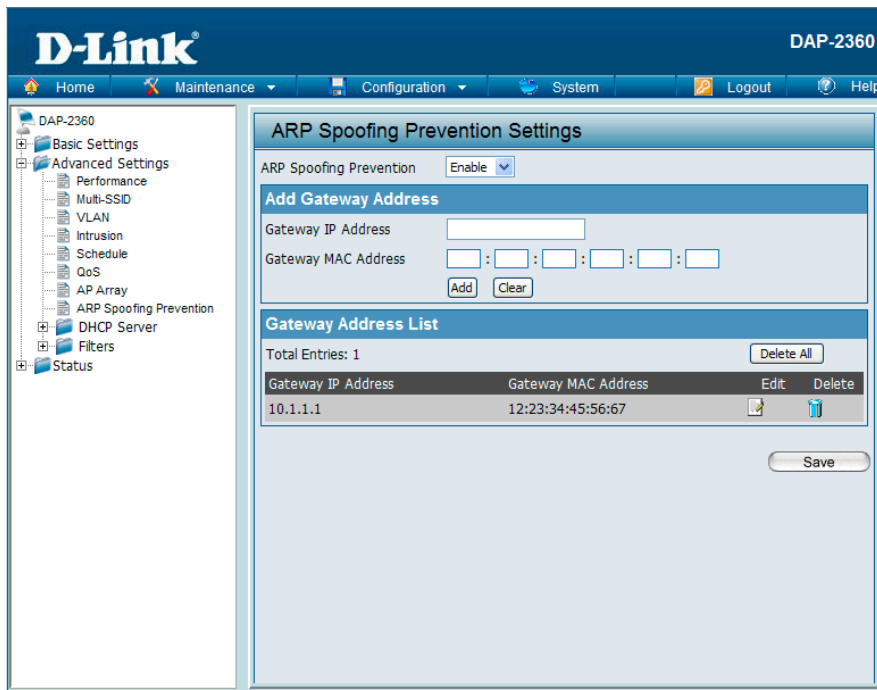 D-Link®
DAP-2360
Home
Maintenance
Configuration
System
Logout
Help
DAP-2360
Basic Settings
Advanced Settings
Performance
Multi-SSID
VLAN
Intrusion
Schedule
QoS
AP Array
ARP Spoofing Prevention
DHCP Server
Filters
Status
ARP Spoofing Prevention Settings
ARP Spoofing Prevention Enable
Add Gateway Address
Gateway IP Address
Gateway MAC Address : : : : :
Add Clear
Gateway Address List
Total Entries: 1 Delete All
Gateway IP Address Gateway MAC Address Edit Delete
10.1.1.1 12:23:34:45:56:67
Save